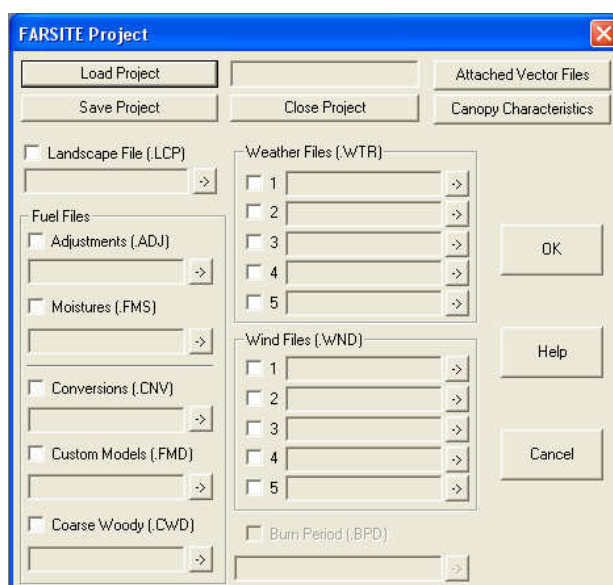 FARSITE Project
Load Project
Attached Vector Files
Save Project
Close Project
Canopy Characteristics
Landscape File (.LCP)
->
Fuel Files
Adjustments (.ADJ)
->
Moistures (.FMS)
->
Conversions (.CNV)
->
Custom Models (.FMD)
->
Coarse Woody (.CWD)
->
Weather Files (.WTR)
1 ->
2 ->
3 ->
4 ->
5 ->
Wind Files (.WND)
1 ->
2 ->
3 ->
4 ->
5 ->
Burn Period (.BPD)
->
OK
Help
Cancel